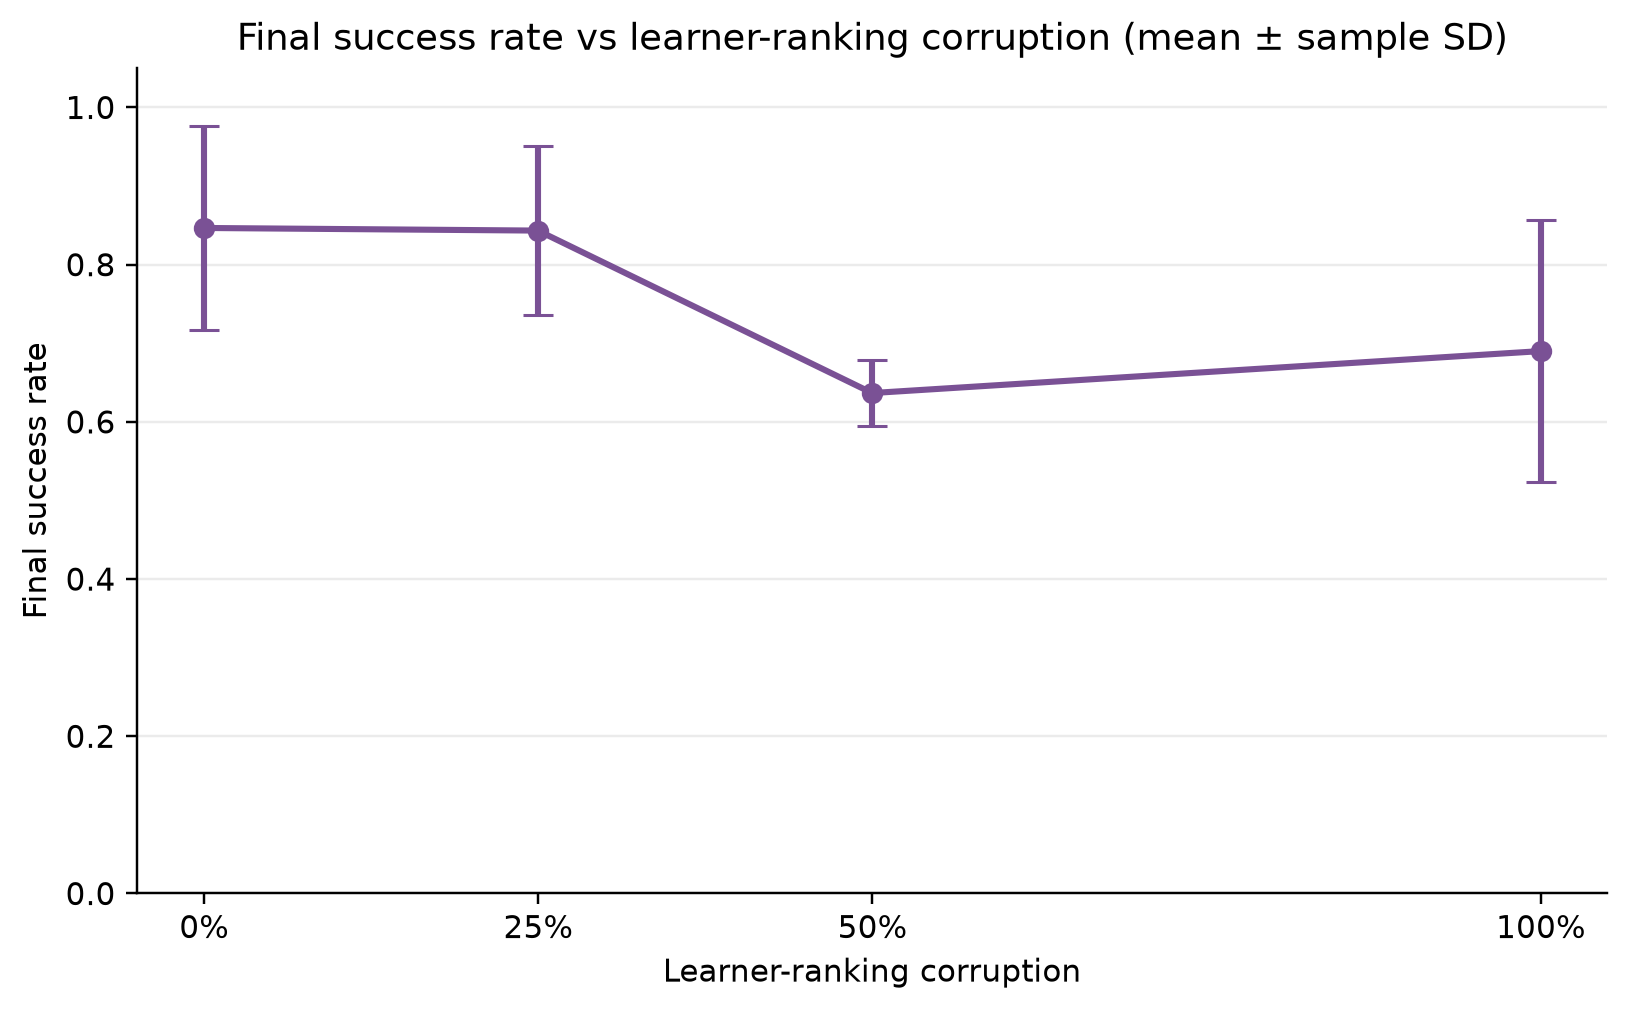 Final success rate vs learner-ranking corruption (mean ± sample SD)
1.0
0.8
0.6
0.4
0.2
0.0
Final success rate
0% 25% 50% 100%
Learner-ranking corruption